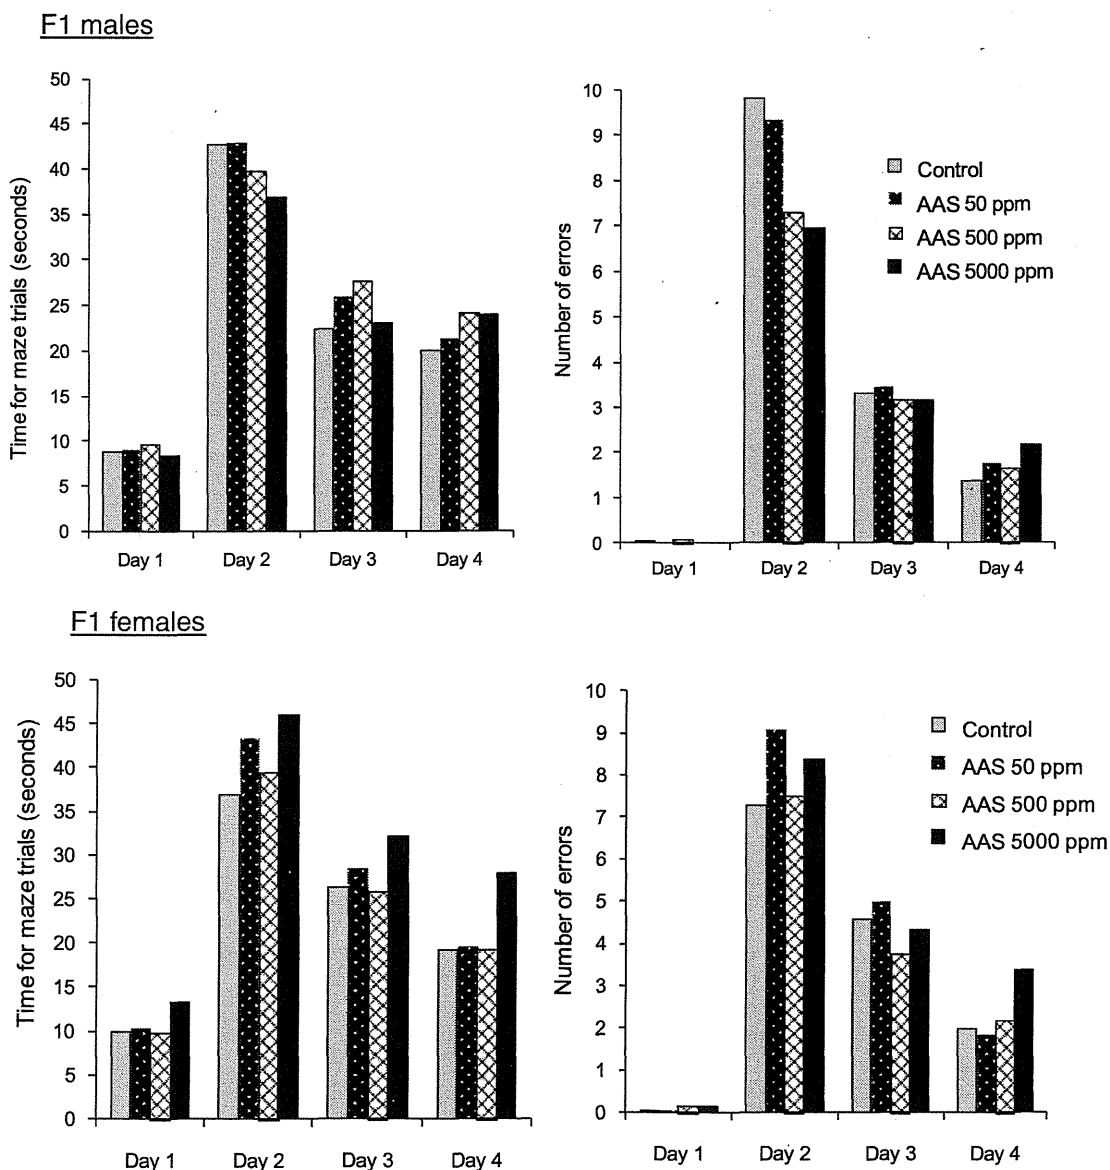 F1 males
Time for maze trials (seconds)
50
45
40
35
30
25
20
15
10
5
0
Day 1
Day 2
Day 3
Day 4
Number of errors
10
9
8
7
6
5
4
3
2
1
0
Day 1
Day 2
Day 3
Day 4
Control
AAS 50 ppm
AAS 500 ppm
AAS 5000 ppm
F1 females
Time for maze trials (seconds)
50
45
40
35
30
25
20
15
10
5
0
Day 1
Day 2
Day 3
Day 4
Number of errors
10
9
8
7
6
5
4
3
2
1
0
Day 1
Day 2
Day 3
Day 4
Control
AAS 50 ppm
AAS 500 ppm
AAS 5000 ppm